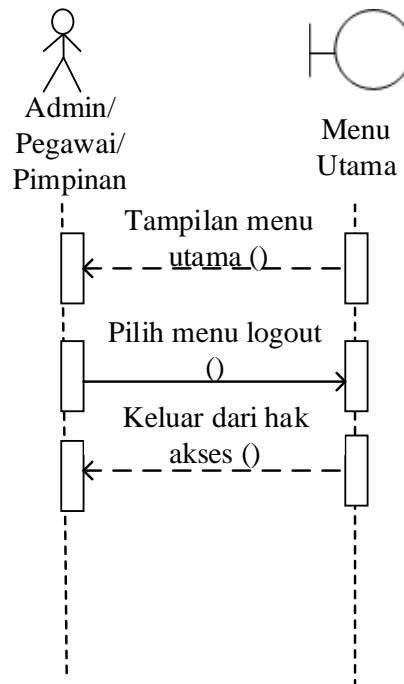 Admin/
Pegawai/
Pimpinan
Menu
Utama
Tampilan menu
utama ()
Pilih menu logout
()
Keluar dari hak
akses ()